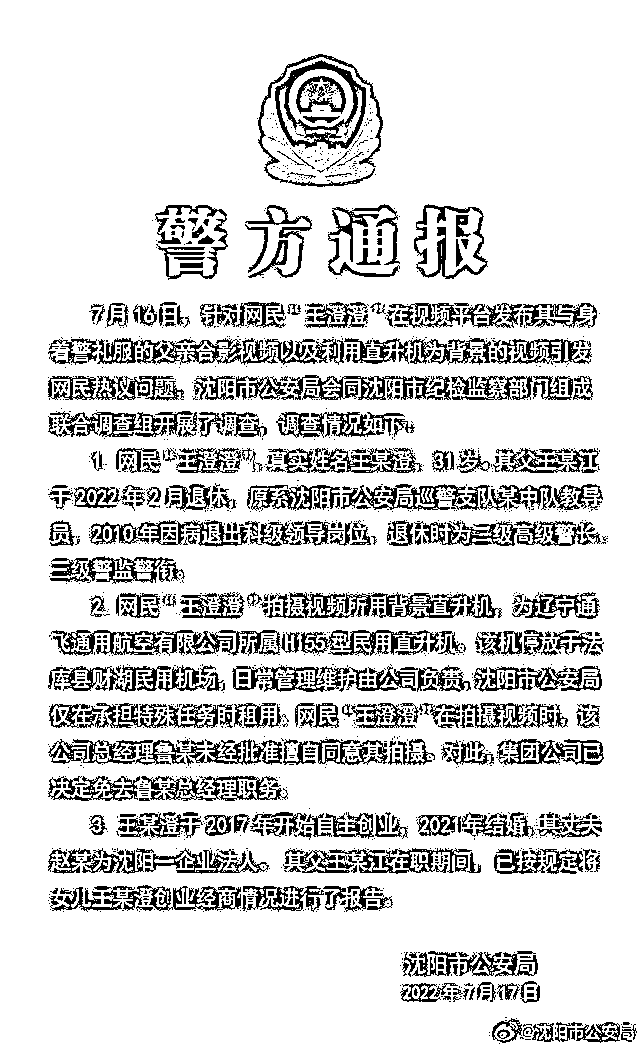 警方通报
7月16日，针对网民“王澄澄”在视频平台发布其与身
着警礼服的父亲合影视频以及利用直升机为背景的视频引发
网民热议问题，沈阳市公安局会同沈阳市纪检监察部门组成
联合调查组开展了调查，调查情况如下：
1. 网民“王澄澄”，真实姓名王某澄，31岁。其父王某江
于2022年2月退休，原系沈阳市公安局巡警支队某中队教导
员，2010年因病退出科级领导岗位，退休时为三级高级警长、
三级警监警衔。
2. 网民“王澄澄”拍摄视频所用背景直升机，为辽宁通
飞通用航空有限公司所属H155型民用直升机。该机停放于法
库县财湖民用机场，日常管理维护由公司负责，沈阳市公安局
仅在承担特殊任务时租用。网民“王澄澄”在拍摄视频时，该
公司总经理鲁某未经批准擅自同意其拍摄。对此，集团公司已
决定免去鲁某总经理职务。
3. 王某澄于2017年开始自主创业，2021年结婚，其丈夫
赵某为沈阳一企业法人。其父王某江在职期间，已按规定将
女儿王某澄创业经商情况进行了报告。
沈阳市公安局
2022年7月17日
@沈阳市公安局